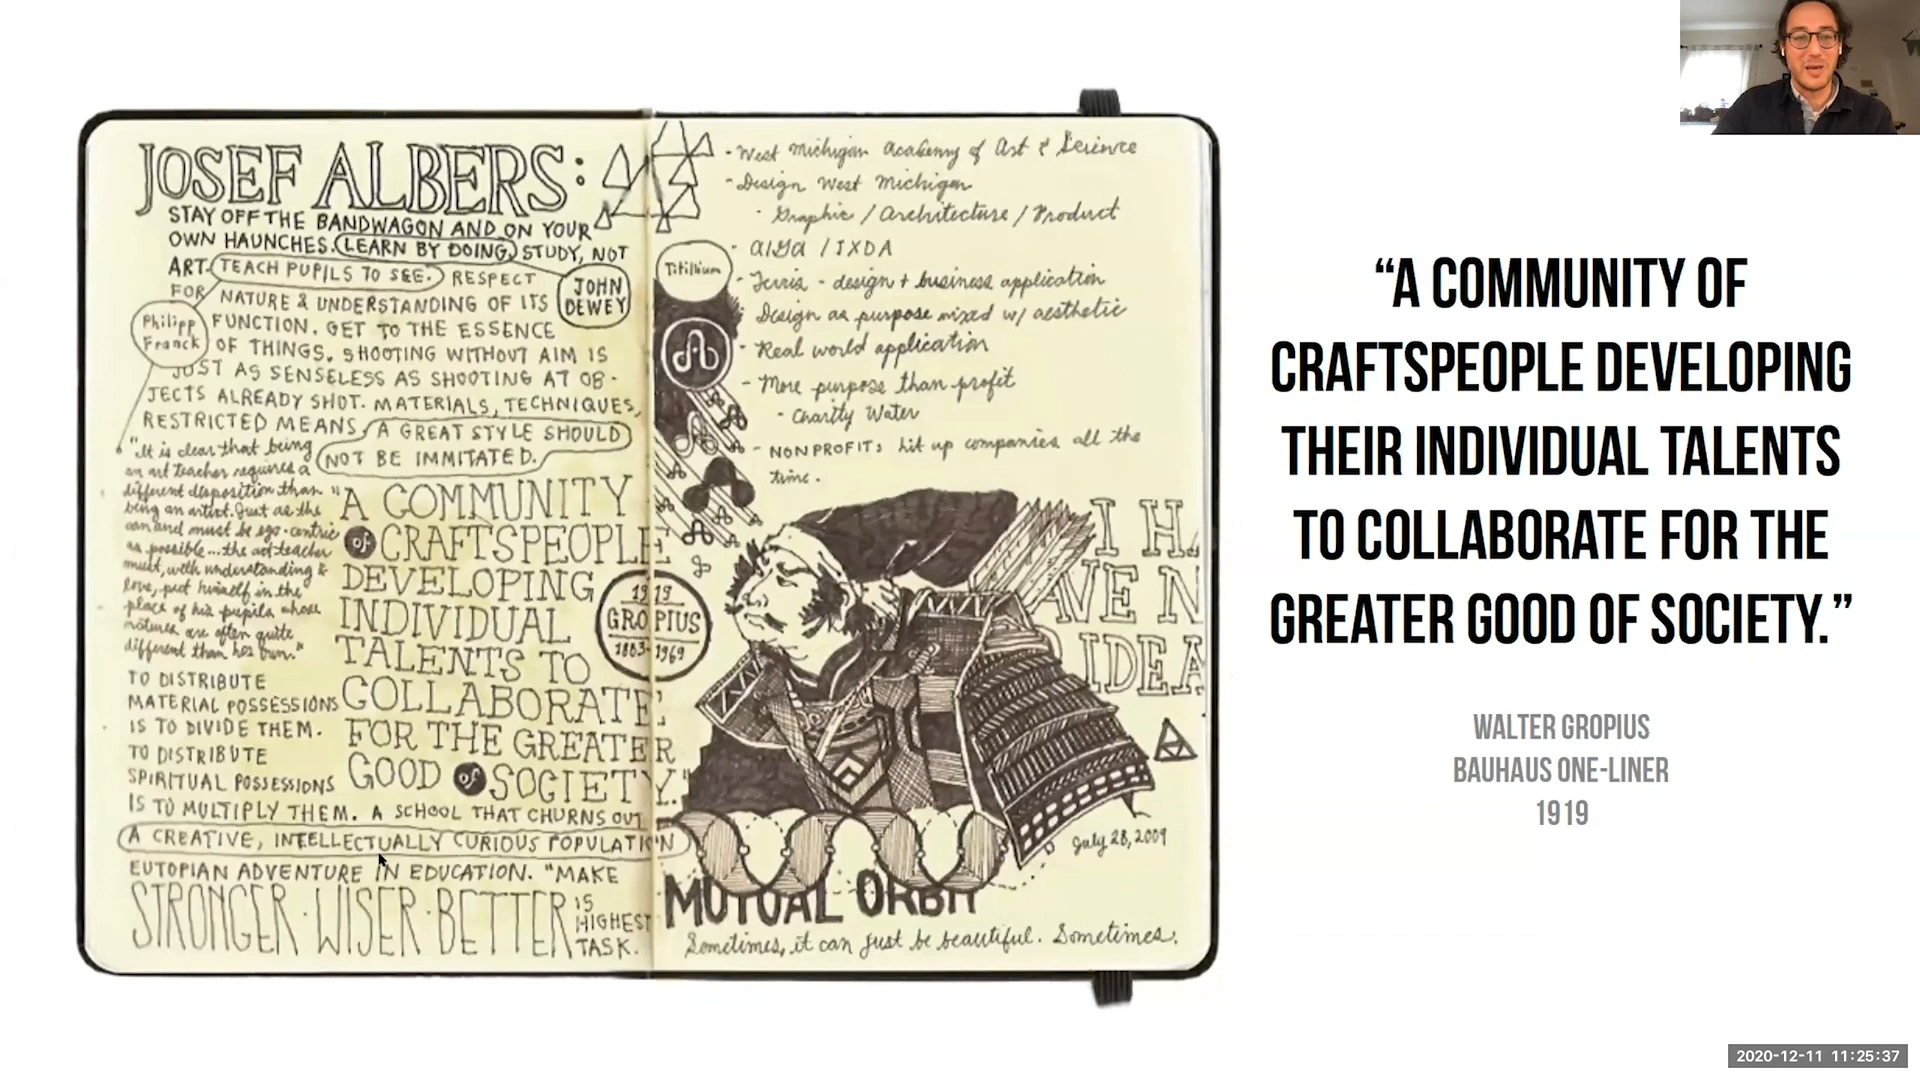 JOSEF ALBERS:
STAY OFF THE BANDWAGON AND ON YOUR
OWN HAUNCHES. LEARN BY DOING, STUDY, NOT
ART. TEACH PUPILS TO SEE. RESPECT
FOR NATURE & UNDERSTANDING OF ITS
FUNCTION. GET TO THE ESSENCE
OF THINGS. SHOOTING WITHOUT AIM IS
JUST AS SENSELESS AS SHOOTING AT OB-
JECTS ALREADY SHOT. MATERIALS, TECHNIQUES,
RESTRICTED MEANS, A GREAT STYLE SHOULD
NOT BE IMMITATED.
JOHN
DEWEY
Philipp
Franck
"It is clear that being
an art teacher requires a
different disposition than
being an artist. Just as the
can and must be ego-centric
as possible... the art teacher
must, with understanding &
love, put himself in the
place of his pupils whose
natures are often quite
different than his own."
"A COMMUNITY
of CRAFTSPEOPLE
DEVELOPING
INDIVIDUAL
TALENTS TO
COLLABORATE
FOR THE GREATER
GOOD of SOCIETY."
1919
GROPIUS
1883-1969
TO DISTRIBUTE
MATERIAL POSSESSIONS
IS TO DIVIDE THEM.
TO DISTRIBUTE
SPIRITUAL POSSESSIONS
IS TO MULTIPLY THEM. A SCHOOL THAT CHURNS OUT
A CREATIVE, INTELLECTUALLY CURIOUS POPULATION
EUTOPIAN ADVENTURE IN EDUCATION. "MAKE
STRONGER · WISER · BETTER IS
HIGHEST
TASK.
- West Michigan Academy of Art & Science
- Design West Michigan
- Graphic / Architecture / Product
- AIGA / IXDA
Titillium
- Ferris - design + business application
Design as purpose mixed w/ aesthetic
- Real world application
- More purpose than profit
- Charity Water
- NONPROFITS hit up companies all the
time.
I HA
AVE N
IDEA
July 28, 2009
MUTUAL ORBIT
Sometimes, it can just be beautiful. Sometimes.
“A COMMUNITY OF
CRAFTSPEOPLE DEVELOPING
THEIR INDIVIDUAL TALENTS
TO COLLABORATE FOR THE
GREATER GOOD OF SOCIETY.”
WALTER GROPIUS
BAUHAUS ONE-LINER
1919
2020-12-11 11:25:37